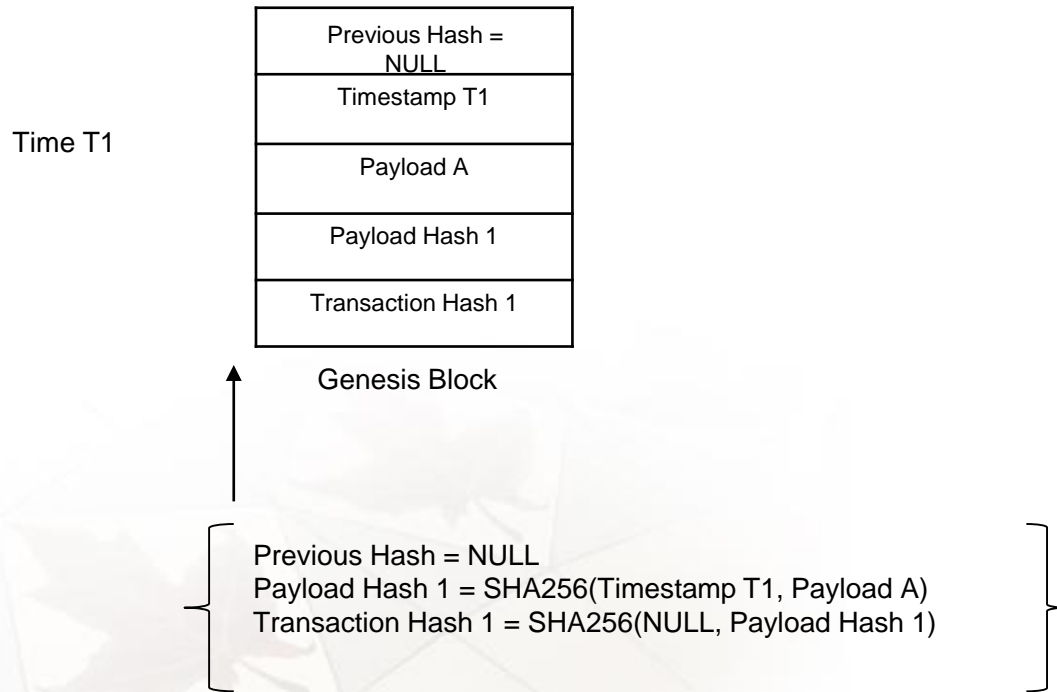 Previous Hash =
NULL
Timestamp T1
Time T1
Payload A
Payload Hash 1
Transaction Hash 1
Genesis Block
Previous Hash = NULL
Payload Hash 1 = SHA256(Timestamp T1, Payload A)
Transaction Hash 1 = SHA256(NULL, Payload Hash 1)